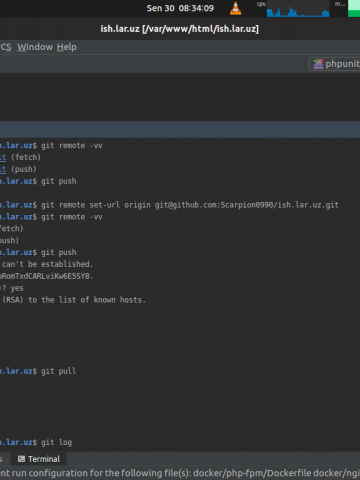 Sen 30 08:34:09
cpu
m...
ish.lar.uz [/var/www/html/ish.lar.uz]
CS Window Help
phpunit
.lar.uz$ git remote -vv
it (fetch)
it (push)
.lar.uz$ git push
.lar.uz$ git remote set-url origin git@github.com:Scarpion0990/ish.lar.uz.git
.lar.uz$ git remote -vv
fetch)
push)
.lar.uz$ git push
can't be established.
RomTxdCARLviKw6E5SY8.
)? yes
(RSA) to the list of known hosts.
.lar.uz$ git pull
.lar.uz$ git log
s Terminal
ent run configuration for the following file(s): docker/php-fpm/Dockerfile docker/ngi